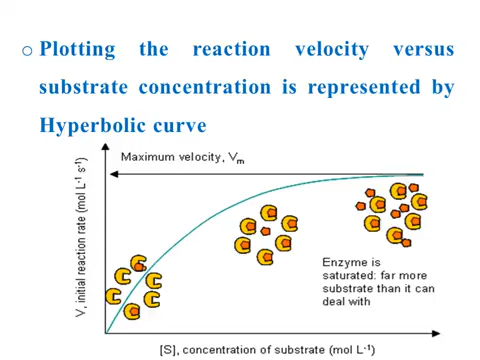 o Plotting the reaction velocity versus
substrate concentration is represented by
Hyperbolic curve
Maximum velocity, Vm
V, initial reaction rate (mol L-1 s-1)
Enzyme is
saturated: far more
substrate than it can
deal with
[S], concentration of substrate (mol L-1)